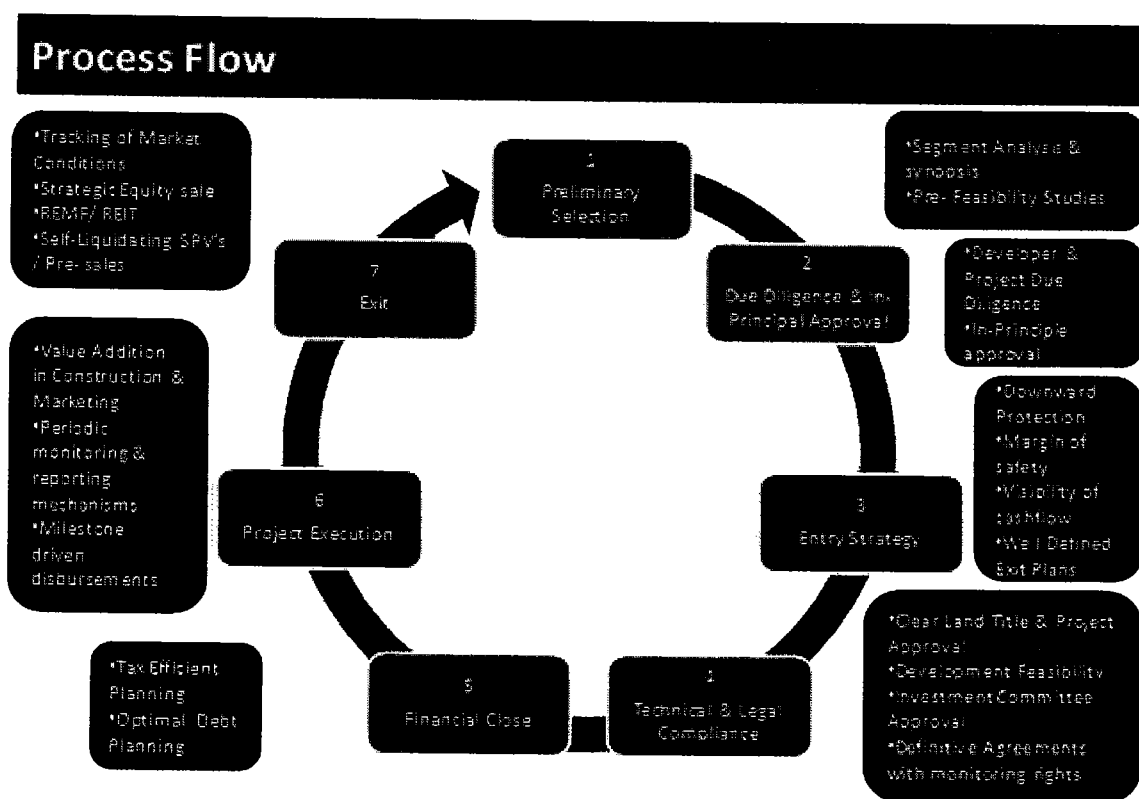 Process Flow
1
Preliminary
Selection
•Segment Analyse &
synopsis
•Pre- Feasibility Studies
2
Due Diligence & In-
Principal Approval
•Developer &
Project Due
Diligence
•In-Principle
approval
3
Entry Strategy
•Downward
Protection
•Margin of
safety
•Visibility of
cashflow
•Well Defined
Exit Plans
4
Technical & Legal
Compliance
•Clear Land Title & Project
Approval
•Development Feasibility
•Investment Committee
Approval
•Definitive Agreements
with monitoring rights
5
Financial Close
•Tax Efficient
Planning
•Optimal Debt
Planning
6
Project Execution
•Value Addition
in Construction &
Marketing
•Periodic
monitoring &
reporting
mechanisms
•Milestone
driven
disbursements
7
Exit
•Tracking of Market
Conditions
•Strategic Equity sale
•REMF/ REIT
•Self-Liquidating SPV's
/ Pre- sales